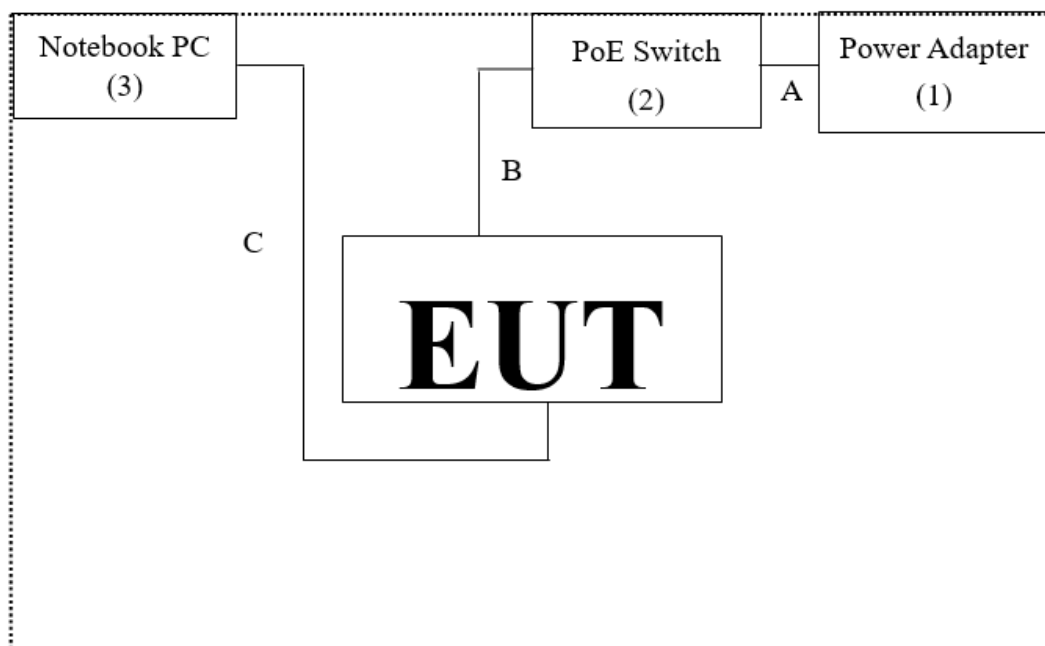 Notebook PC
(3)
PoE Switch
(2)
Power Adapter
(1)
A
B
C
EUT